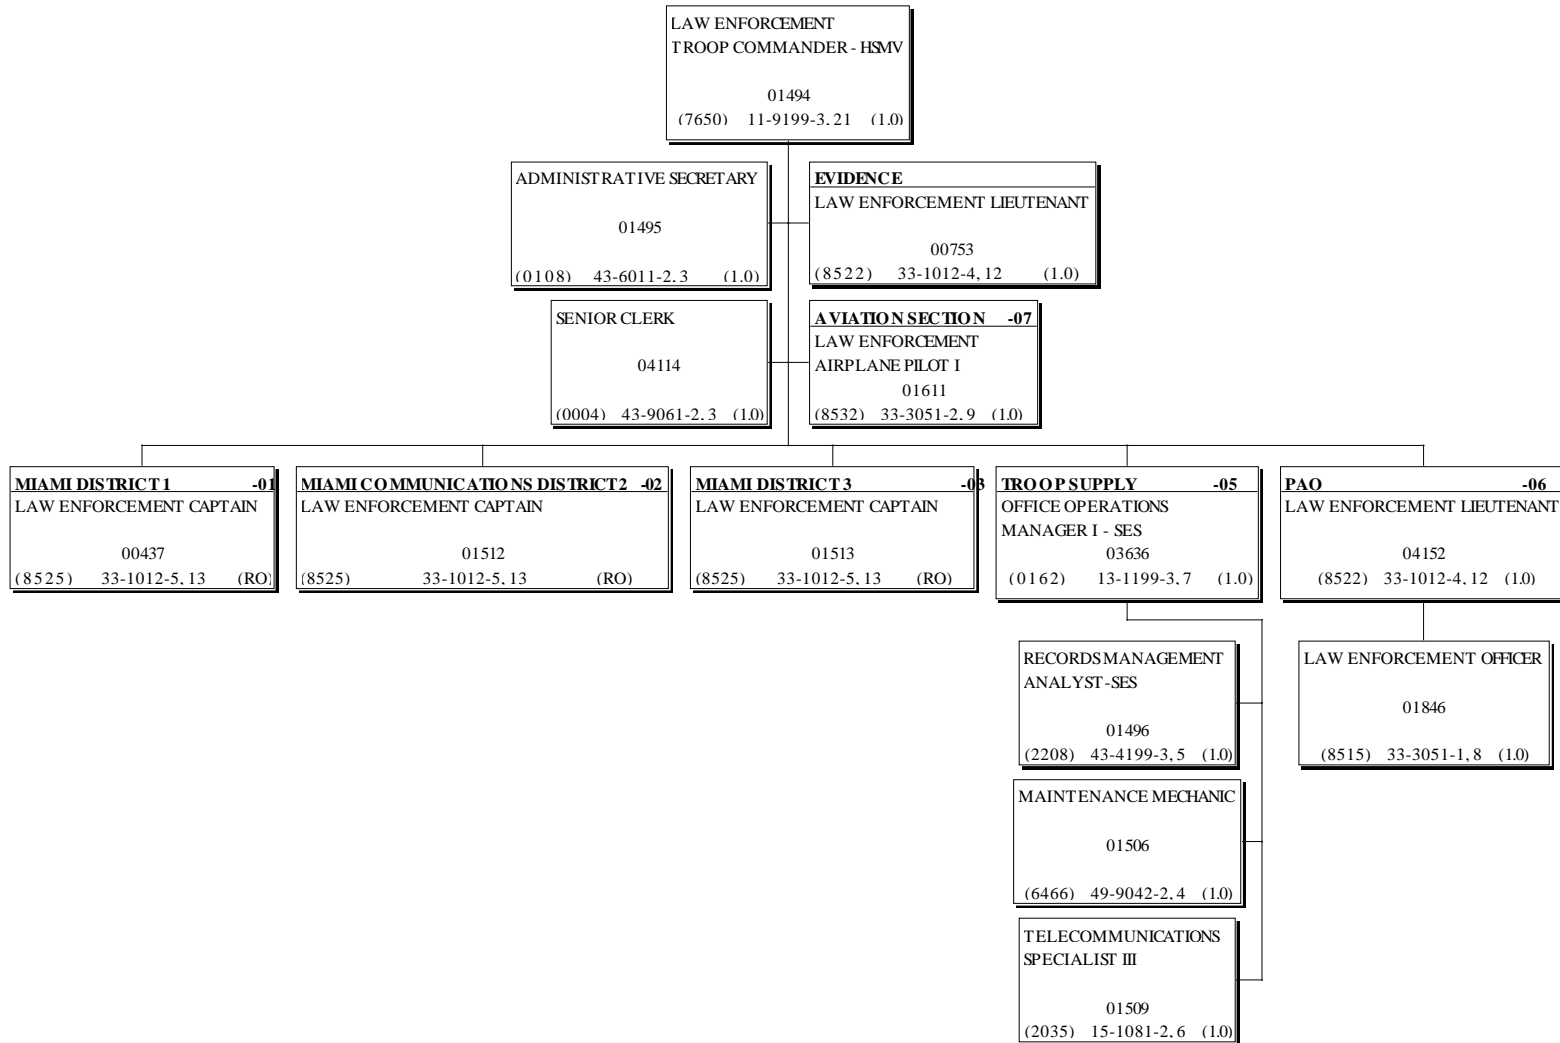 LAW ENFORCEMENT
TROOP COMMANDER - HSMV
01494
(7650) 11-9199-3, 21 (1.0)
ADMINISTRATIVE SECRETARY
01495
(0108) 43-6011-2, 3 (1.0)
EVIDENCE
LAW ENFORCEMENT LIEUTENANT
00753
(8522) 33-1012-4, 12 (1.0)
SENIOR CLERK
04114
(0004) 43-9061-2, 3 (1.0)
AVIATION SECTION -07
LAW ENFORCEMENT
AIRPLANE PILOT I
01611
(8532) 33-3051-2, 9 (1.0)
MIAMI DISTRICT 1 -01
LAW ENFORCEMENT CAPTAIN
00437
(8525) 33-1012-5, 13 (RO)
MIAMI COMMUNICATIONS DISTRICT 2 -02
LAW ENFORCEMENT CAPTAIN
01512
(8525) 33-1012-5, 13 (RO)
MIAMI DISTRICT 3 -03
LAW ENFORCEMENT CAPTAIN
01513
(8525) 33-1012-5, 13 (RO)
TROOP SUPPLY -05
OFFICE OPERATIONS
MANAGER I - SES
03636
(0162) 13-1199-3, 7 (1.0)
PAO -06
LAW ENFORCEMENT LIEUTENANT
04152
(8522) 33-1012-4, 12 (1.0)
RECORDS MANAGEMENT
ANALYST - SES
01496
(2208) 43-4199-3, 5 (1.0)
LAW ENFORCEMENT OFFICER
01846
(8515) 33-3051-1, 8 (1.0)
MAINTENANCE MECHANIC
01506
(6466) 49-9042-2, 4 (1.0)
TELECOMMUNICATIONS
SPECIALIST III
01509
(2035) 15-1081-2, 6 (1.0)